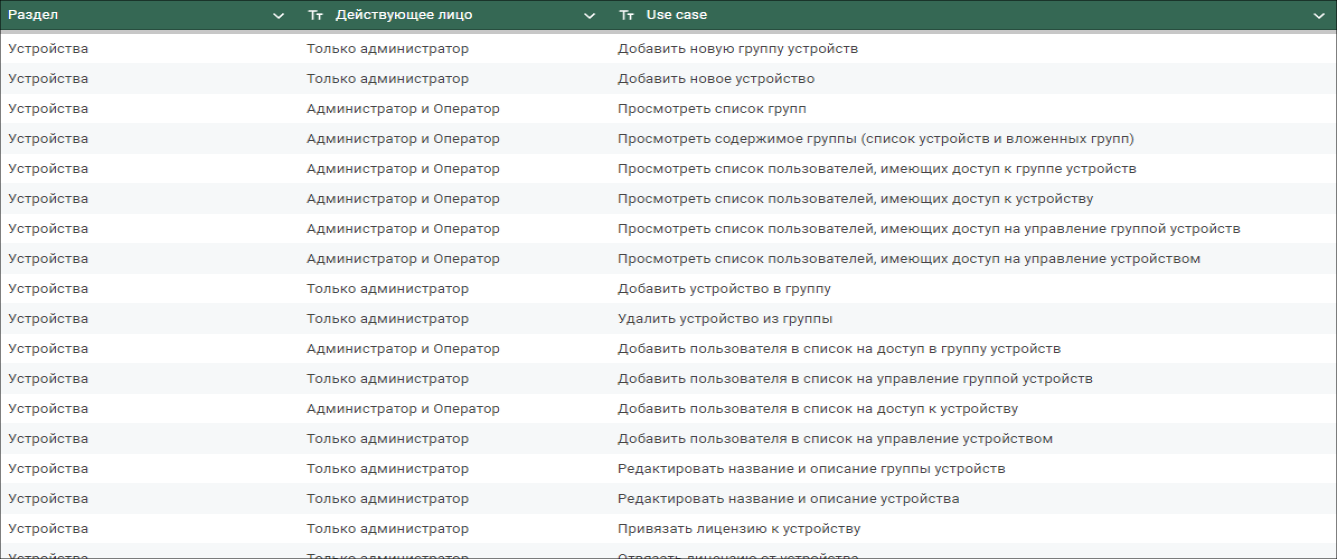 Раздел Тт Действующее лицо Тт Use case
Устройства Только администратор Добавить новую группу устройств
Устройства Только администратор Добавить новое устройство
Устройства Администратор и Оператор Просмотреть список групп
Устройства Администратор и Оператор Просмотреть содержимое группы (список устройств и вложенных групп)
Устройства Администратор и Оператор Просмотреть список пользователей, имеющих доступ к группе устройств
Устройства Администратор и Оператор Просмотреть список пользователей, имеющих доступ к устройству
Устройства Администратор и Оператор Просмотреть список пользователей, имеющих доступ на управление группой устройств
Устройства Администратор и Оператор Просмотреть список пользователей, имеющих доступ на управление устройством
Устройства Только администратор Добавить устройство в группу
Устройства Только администратор Удалить устройство из группы
Устройства Администратор и Оператор Добавить пользователя в список на доступ в группу устройств
Устройства Только администратор Добавить пользователя в список на управление группой устройств
Устройства Администратор и Оператор Добавить пользователя в список на доступ к устройству
Устройства Только администратор Добавить пользователя в список на управление устройством
Устройства Только администратор Редактировать название и описание группы устройств
Устройства Только администратор Редактировать название и описание устройства
Устройства Только администратор Привязать лицензию к устройству
Устройства Только администратор Отвязать лицензию от устройства